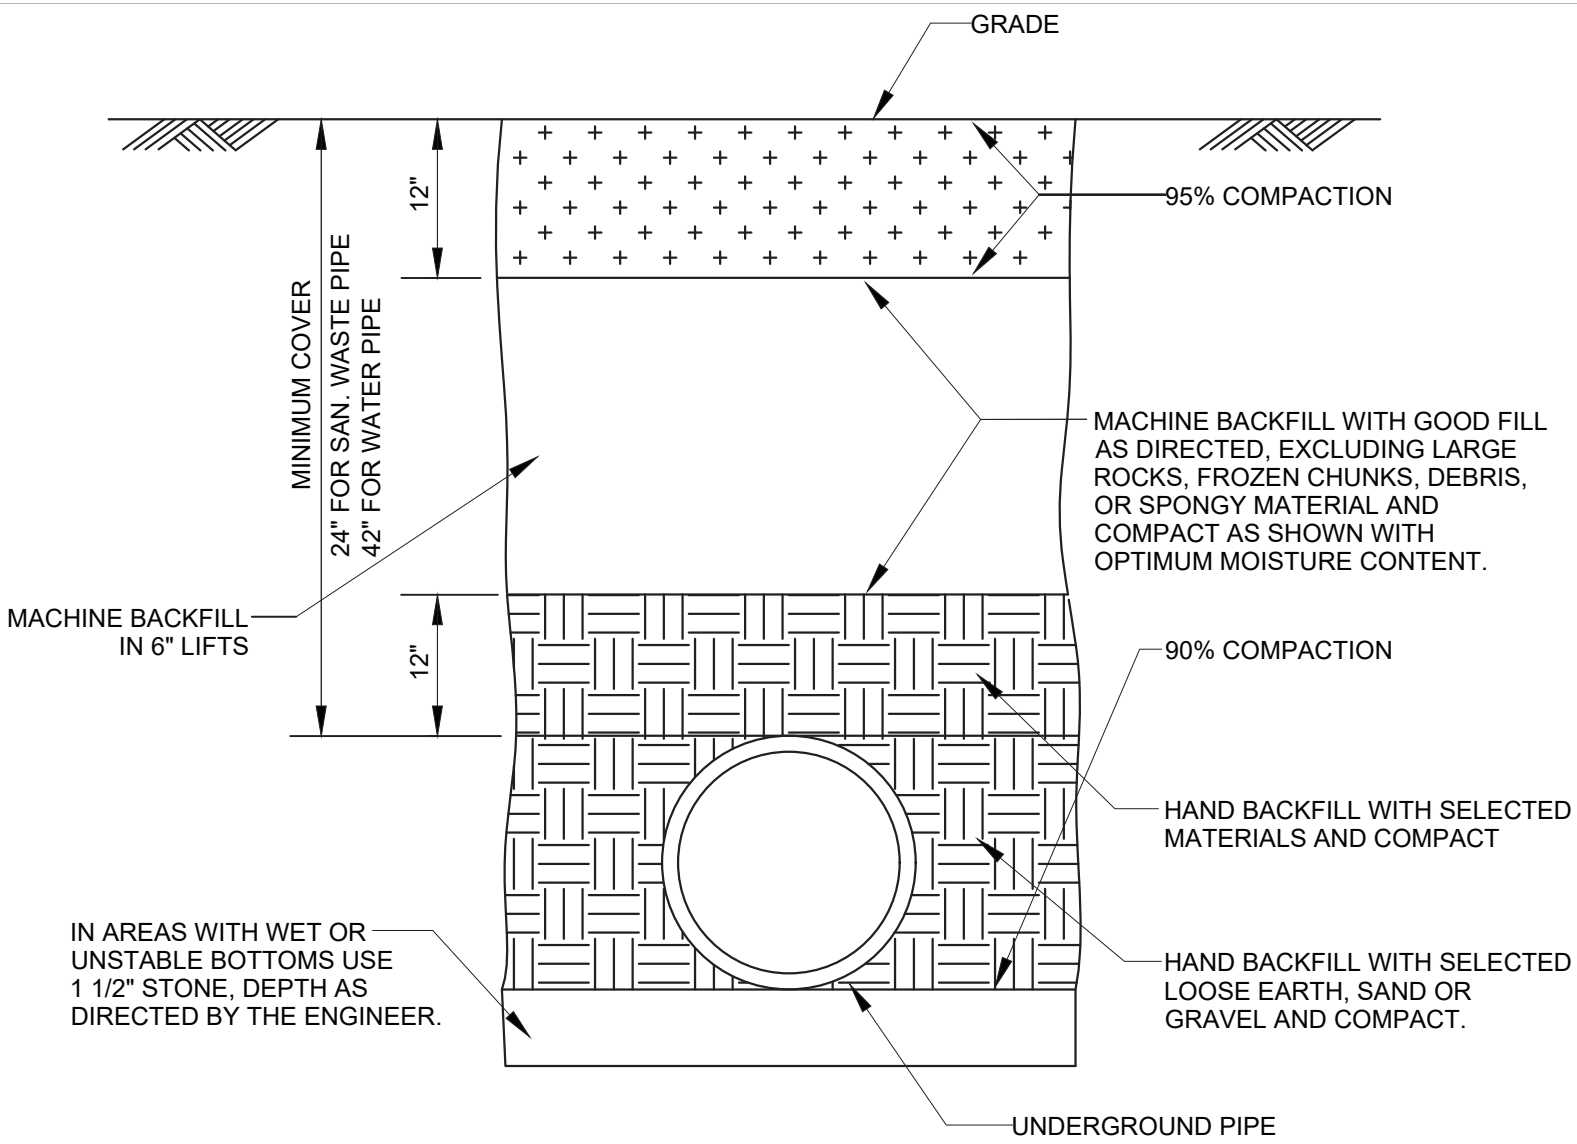 GRADE
12"
95% COMPACTION
MINIMUM COVER
24" FOR SAN. WASTE PIPE
42" FOR WATER PIPE
MACHINE BACKFILL WITH GOOD FILL
AS DIRECTED, EXCLUDING LARGE
ROCKS, FROZEN CHUNKS, DEBRIS,
OR SPONGY MATERIAL AND
COMPACT AS SHOWN WITH
OPTIMUM MOISTURE CONTENT.
MACHINE BACKFILL
IN 6" LIFTS
12"
90% COMPACTION
HAND BACKFILL WITH SELECTED
MATERIALS AND COMPACT
IN AREAS WITH WET OR
UNSTABLE BOTTOMS USE
1 1/2" STONE, DEPTH AS
DIRECTED BY THE ENGINEER.
HAND BACKFILL WITH SELECTED
LOOSE EARTH, SAND OR
GRAVEL AND COMPACT.
UNDERGROUND PIPE